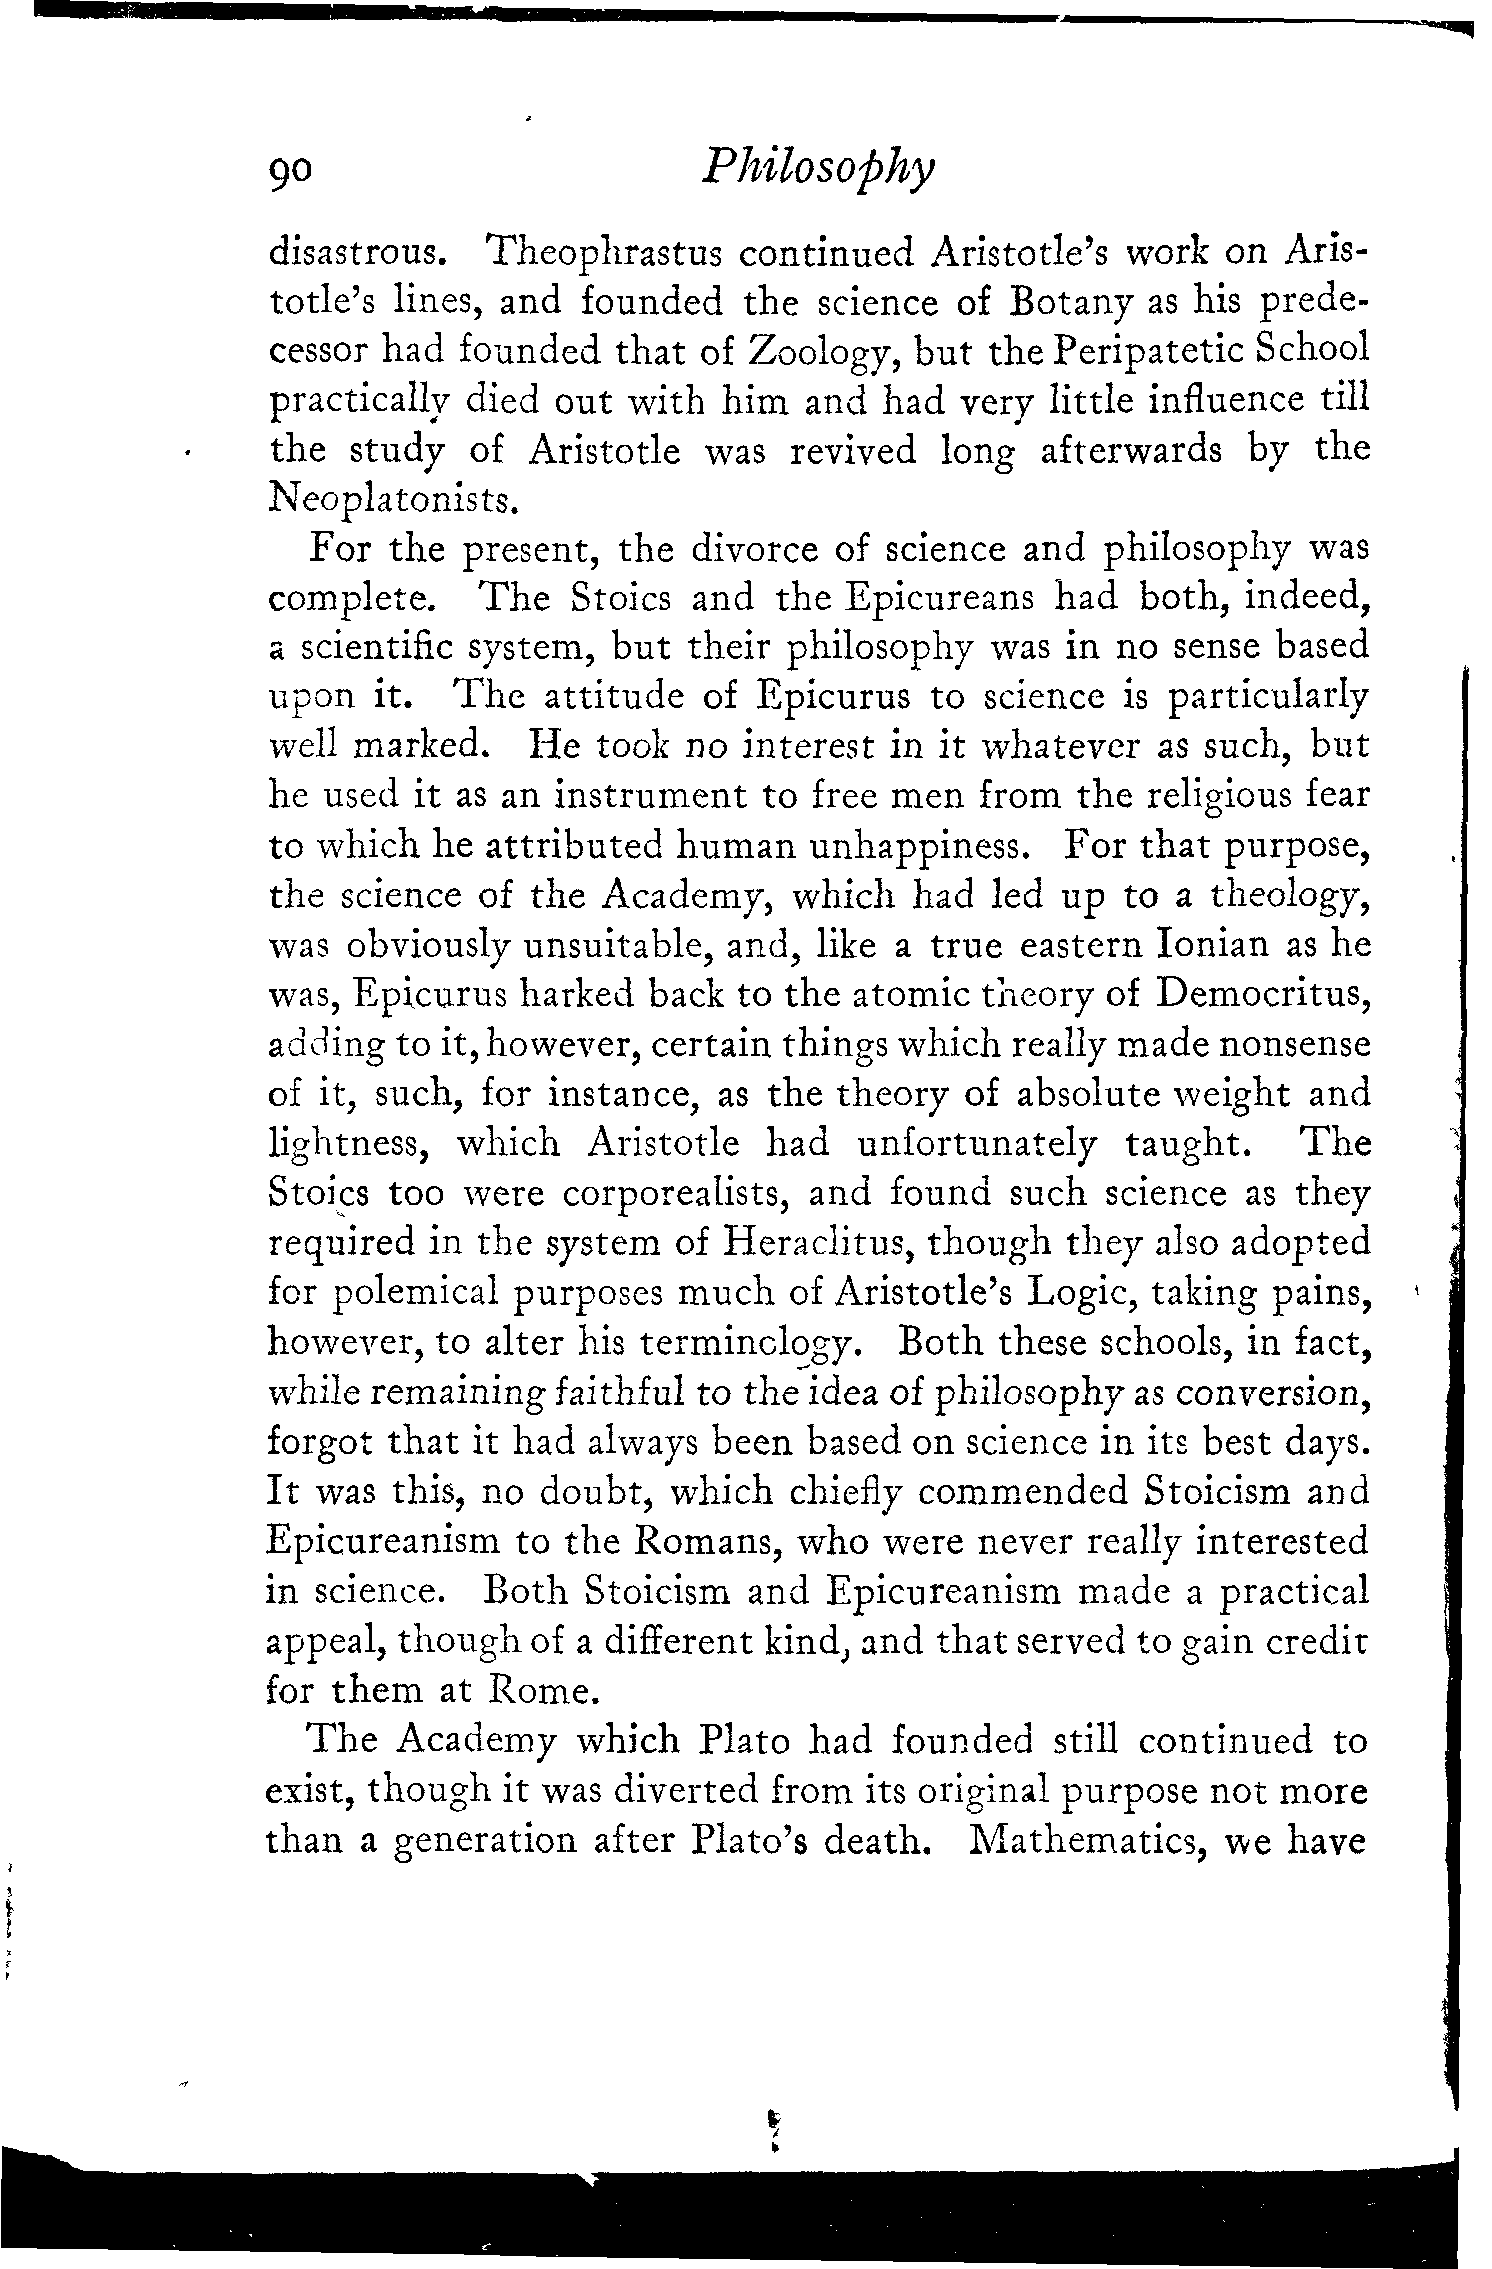 90 Philosophy
disastrous. Theophrastus continued Aristotle's work on Aris-
totle's lines, and founded the science of Botany as his prede-
cessor had founded that of Zoology, but the Peripatetic School
practically died out with him and had very little influence till
the study of Aristotle was revived long afterwards by the
Neoplatonists.
For the present, the divorce of science and philosophy was
complete. The Stoics and the Epicureans had both, indeed,
a scientific system, but their philosophy was in no sense based
upon it. The attitude of Epicurus to science is particularly
well marked. He took no interest in it whatever as such, but
he used it as an instrument to free men from the religious fear
to which he attributed human unhappiness. For that purpose,
the science of the Academy, which had led up to a theology,
was obviously unsuitable, and, like a true eastern Ionian as he
was, Epicurus harked back to the atomic theory of Democritus,
adding to it, however, certain things which really made nonsense
of it, such, for instance, as the theory of absolute weight and
lightness, which Aristotle had unfortunately taught. The
Stoics too were corporealists, and found such science as they
required in the system of Heraclitus, though they also adopted
for polemical purposes much of Aristotle's Logic, taking pains,
however, to alter his terminology. Both these schools, in fact,
while remaining faithful to the idea of philosophy as conversion,
forgot that it had always been based on science in its best days.
It was this, no doubt, which chiefly commended Stoicism and
Epicureanism to the Romans, who were never really interested
in science. Both Stoicism and Epicureanism made a practical
appeal, though of a different kind, and that served to gain credit
for them at Rome.
The Academy which Plato had founded still continued to
exist, though it was diverted from its original purpose not more
than a generation after Plato's death. Mathematics, we have